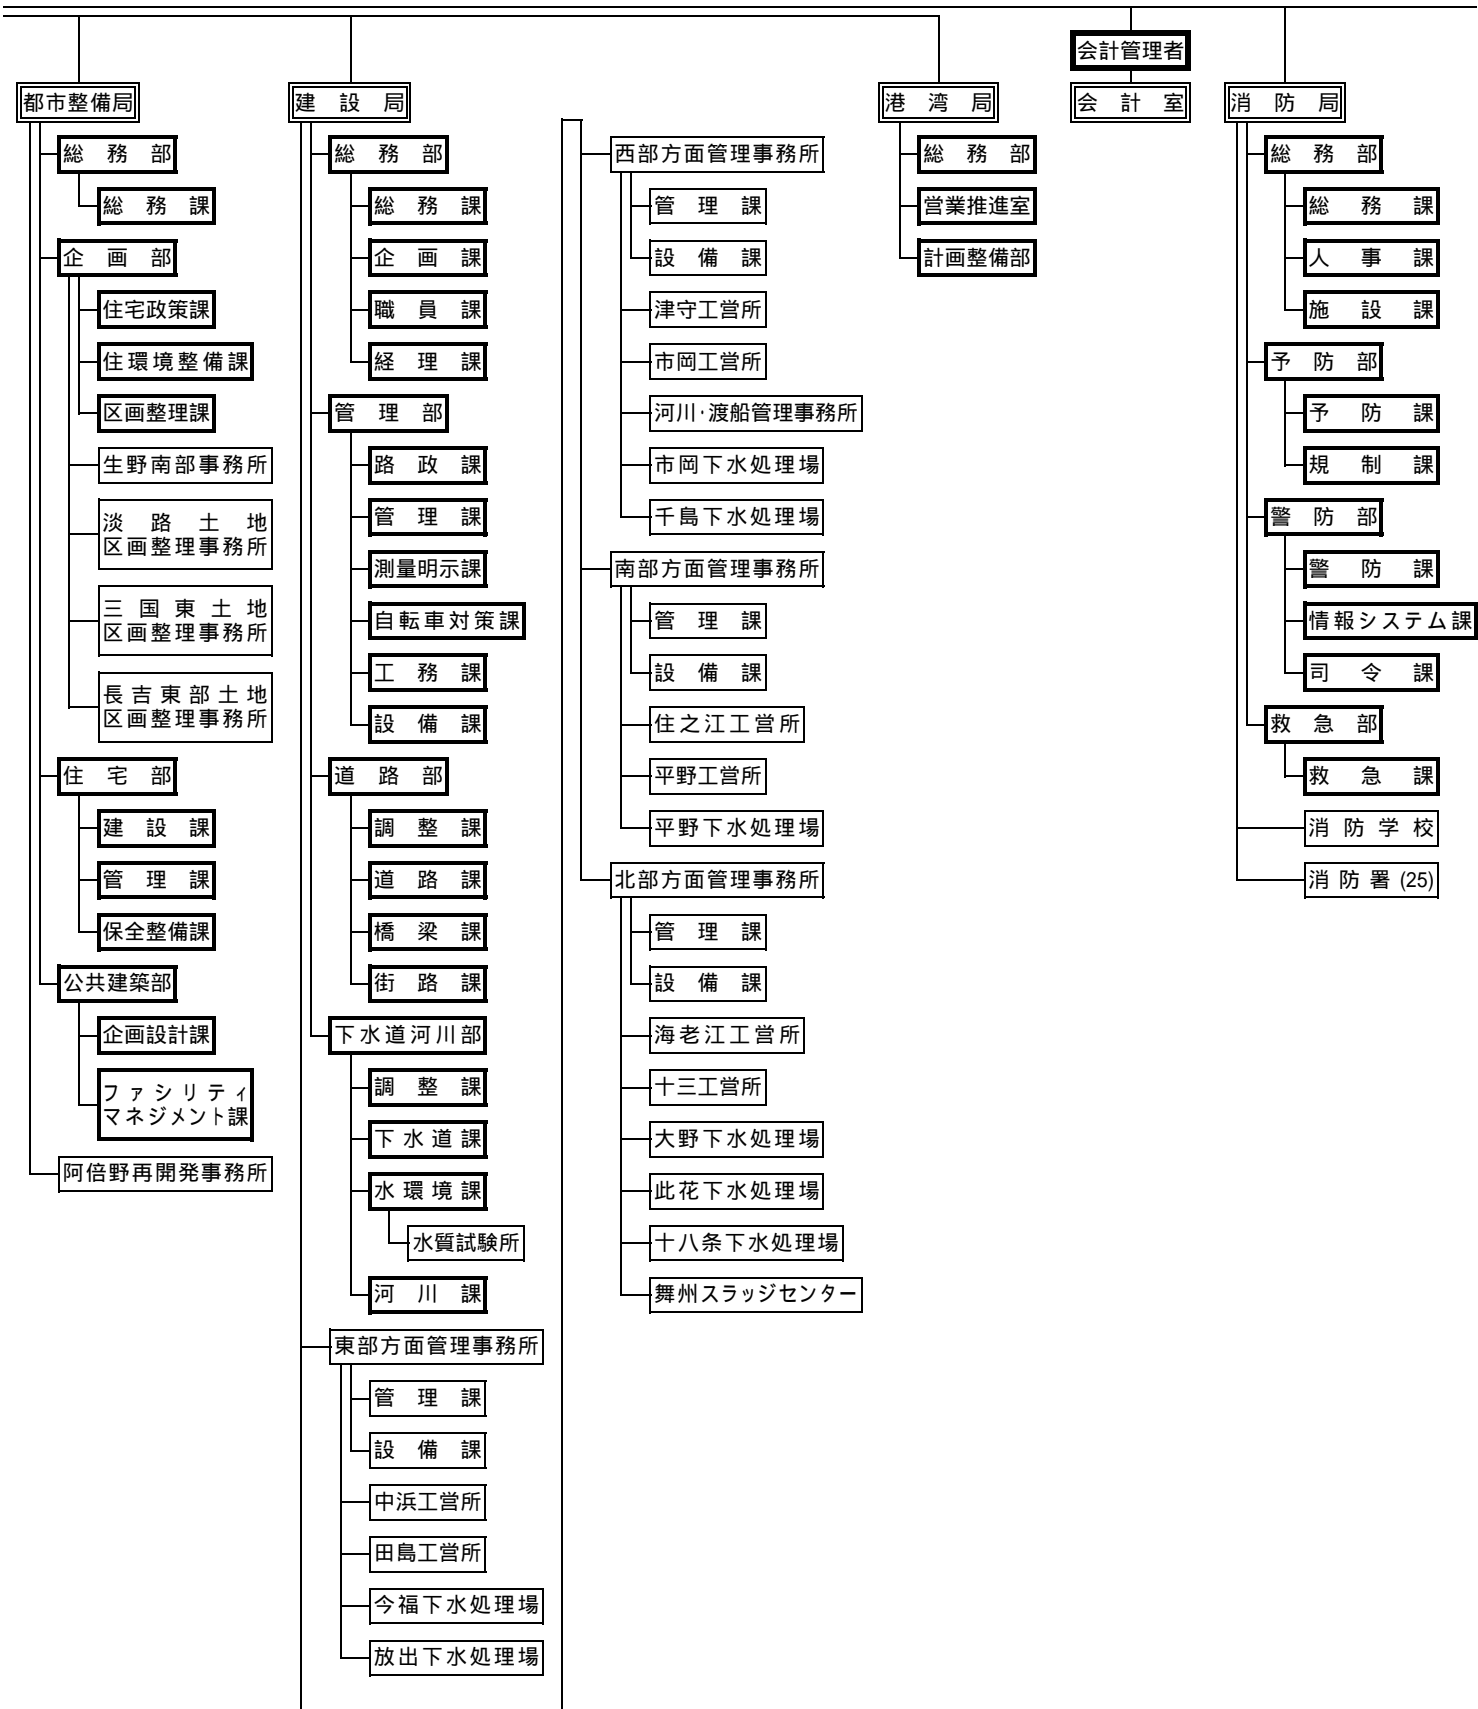 都市整備局
総務部
総務課
企画部
住宅政策課
住環境整備課
区画整理課
生野南部事務所
淡路土地
区画整理事務所
三国東土地
区画整理事務所
長吉東部土地
区画整理事務所
住宅部
建設課
管理課
保全整備課
公共建築部
企画設計課
ファシリティ
マネジメント課
阿倍野再開発事務所
建設局
総務部
総務課
企画課
職員課
経理課
管理部
路政課
管理課
測量明示課
自転車対策課
工務課
設備課
道路部
調整課
道路課
橋梁課
街路課
下水道河川部
調整課
下水道課
水環境課
水質試験所
河川課
東部方面管理事務所
管理課
設備課
中浜工営所
田島工営所
今福下水処理場
放出下水処理場
西部方面管理事務所
管理課
設備課
津守工営所
市岡工営所
河川・渡船管理事務所
市岡下水処理場
千島下水処理場
南部方面管理事務所
管理課
設備課
住之江工営所
平野工営所
平野下水処理場
北部方面管理事務所
管理課
設備課
海老江工営所
十三工営所
大野下水処理場
此花下水処理場
十八条下水処理場
舞州スラッジセンター
港湾局
総務部
営業推進室
計画整備部
会計管理者
会計室
消防局
総務部
総務課
人事課
施設課
予防部
予防課
規制課
警防部
警防課
情報システム課
司令課
救急部
救急課
消防学校
消防署(25)